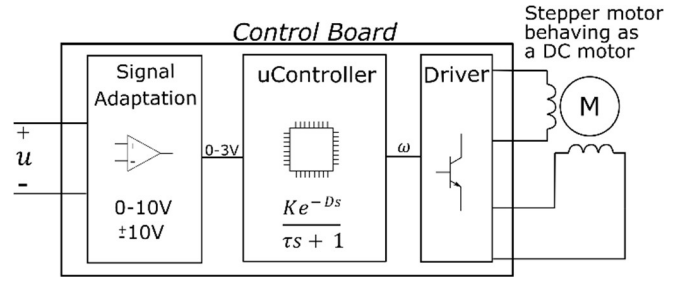 Stepper motor
behaving as
a DC motor
Control Board
Signal
Adaptation
uController
Driver
M
+
u
-
0-3V
ω
0-10V
±10V
Ke^{-Ds}
τs + 1